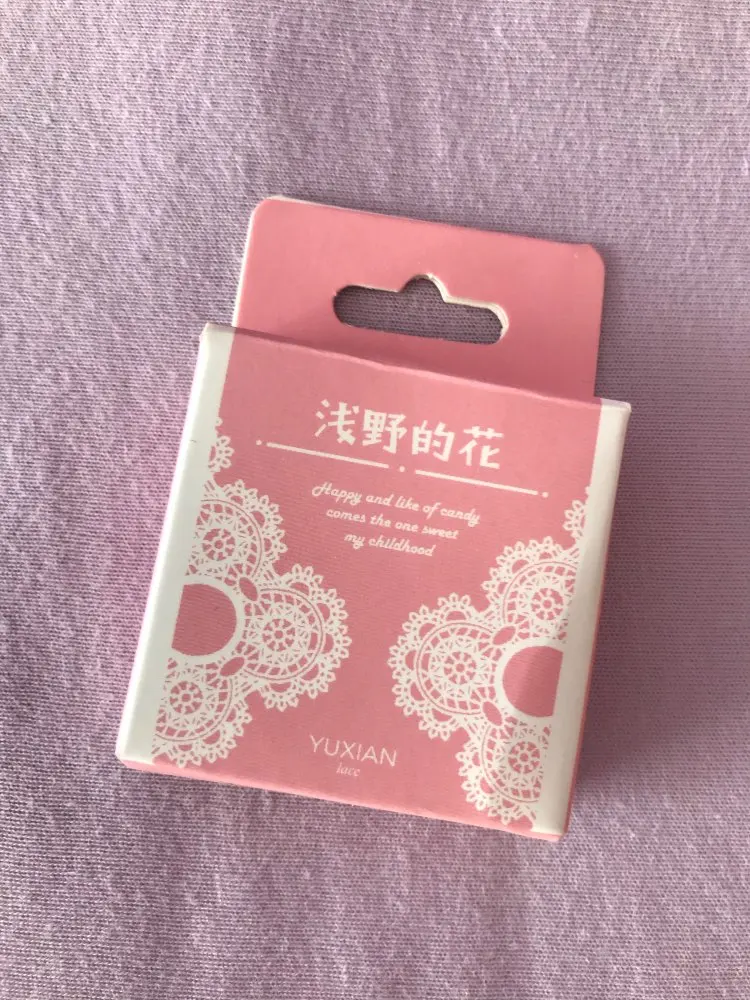 浅野的花
Happy and like of candy
comes the one sweet
my childhood
YUXIAN
lace